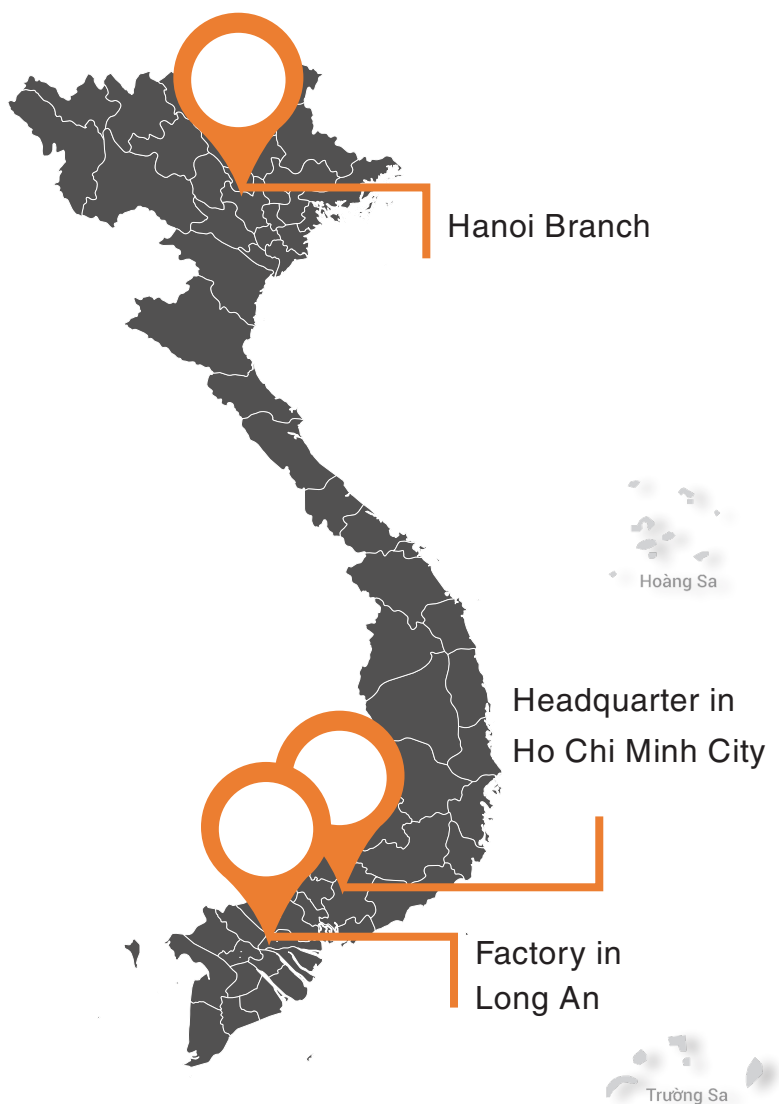 Hanoi Branch
Hoàng Sa
Headquarter in
Ho Chi Minh City
Factory in
Long An
Trường Sa